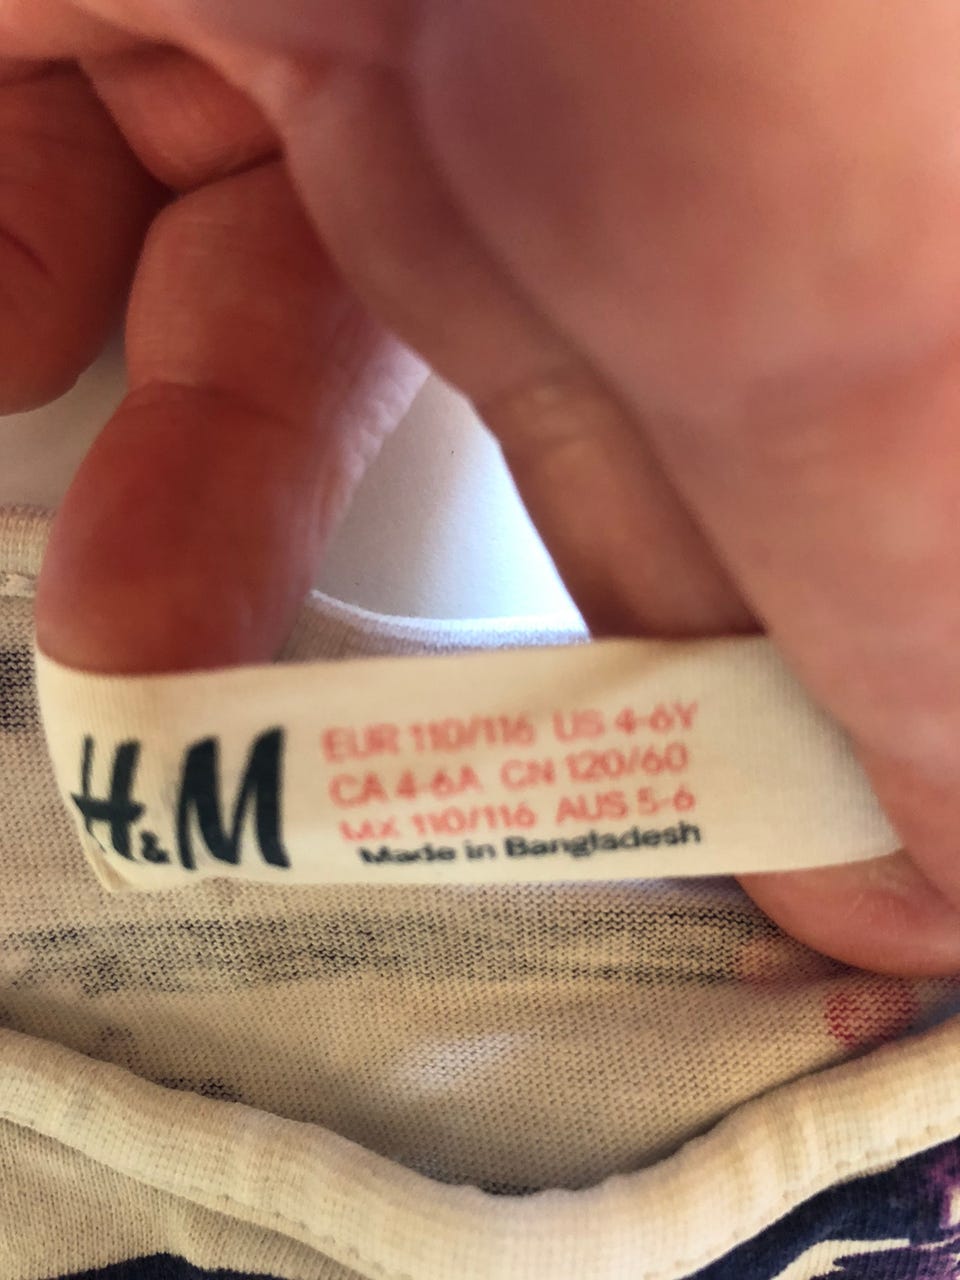 H&M
EUR 110/116 US 4-6Y
CA 4-6A CN 120/60
MX 110/116 AUS 5-6
Made in Bangladesh